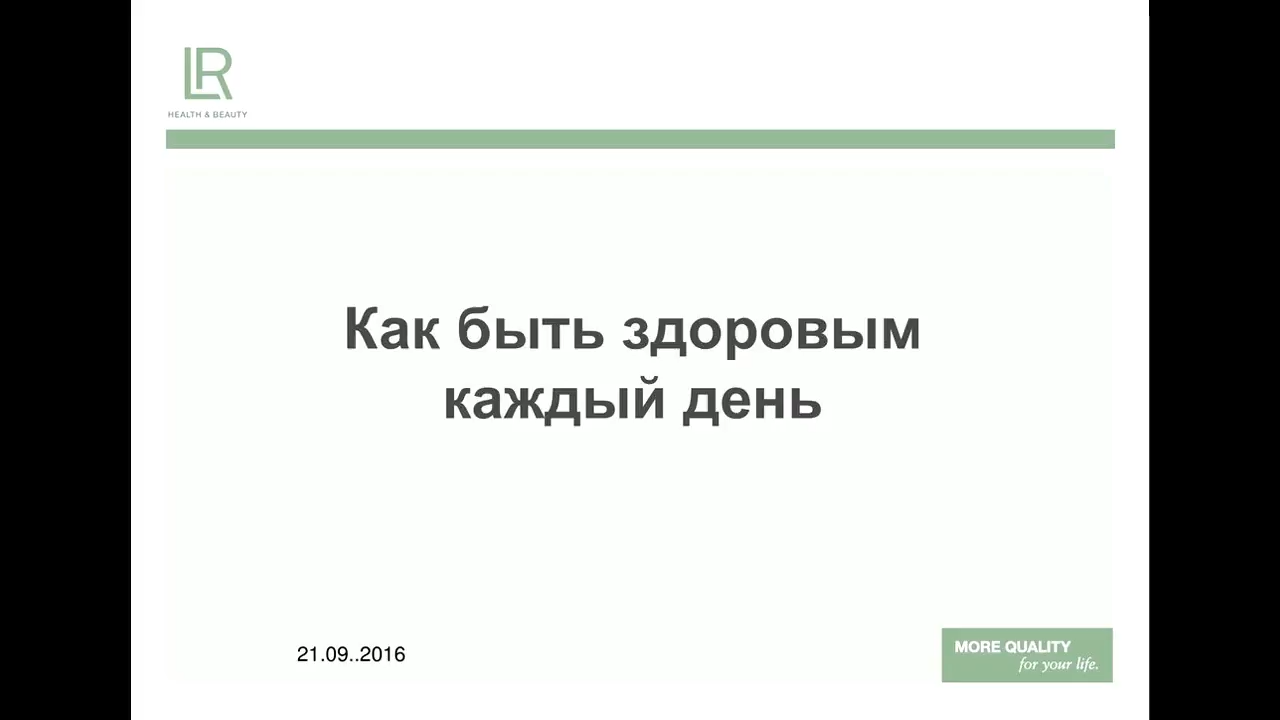 LR
HEALTH & BEAUTY
Как быть здоровым
каждый день
21.09..2016
MORE QUALITY
for your life.